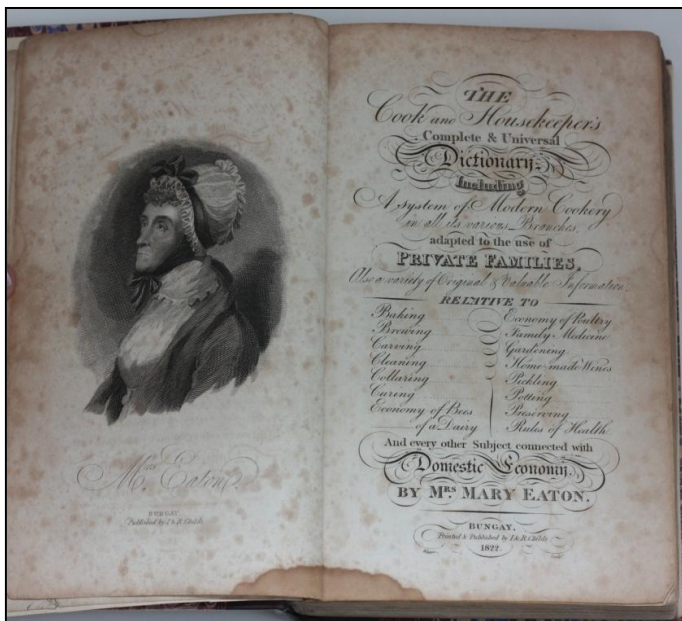 Mrs Eaton.
BUNGAY.
Published by J. & R. Childs.
THE
Cook and Housekeeper's
Complete & Universal
Dictionary;
Including
A system of Modern Cookery
in all its various Branches,
adapted to the use of
PRIVATE FAMILIES,
Also a variety of Original & Valuable Information,
RELATIVE TO
Baking
Brewing
Carving
Cleaning
Collaring
Curing
Economy of Bees
of a Dairy
Economy of Poultry
Family Medicine
Gardening
Home-made Wines
Pickling
Potting
Preserving
Rules of Health
And every other Subject connected with
Domestic Economy.
BY MRS MARY EATON.
BUNGAY,
Printed & Published by J. & R. Childs
1822.